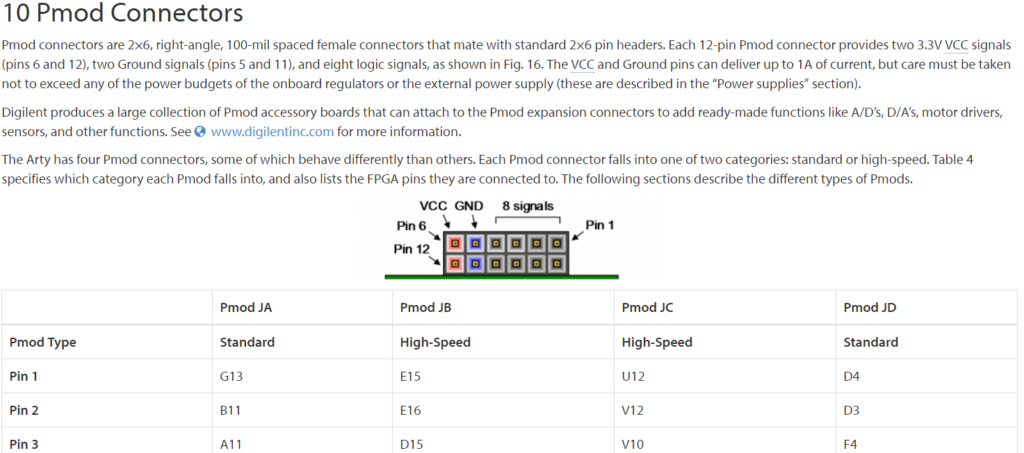 10 Pmod Connectors
Pmod connectors are 2×6, right-angle, 100-mil spaced female connectors that mate with standard 2×6 pin headers. Each 12-pin Pmod connector provides two 3.3V VCC signals
(pins 6 and 12), two Ground signals (pins 5 and 11), and eight logic signals, as shown in Fig. 16. The VCC and Ground pins can deliver up to 1A of current, but care must be taken
not to exceed any of the power budgets of the onboard regulators or the external power supply (these are described in the “Power supplies” section).
Digilent produces a large collection of Pmod accessory boards that can attach to the Pmod expansion connectors to add ready-made functions like A/D’s, D/A’s, motor drivers,
sensors, and other functions. See www.digilentinc.com for more information.
The Arty has four Pmod connectors, some of which behave differently than others. Each Pmod connector falls into one of two categories: standard or high-speed. Table 4
specifies which category each Pmod falls into, and also lists the FPGA pins they are connected to. The following sections describe the different types of Pmods.
VCC GND 8 signals
Pin 6 Pin 1
Pin 12
Pmod JA Pmod JB Pmod JC Pmod JD
Pmod Type Standard High-Speed High-Speed Standard
Pin 1 G13 E15 U12 D4
Pin 2 B11 E16 V12 D3
Pin 3 A11 D15 V10 F4